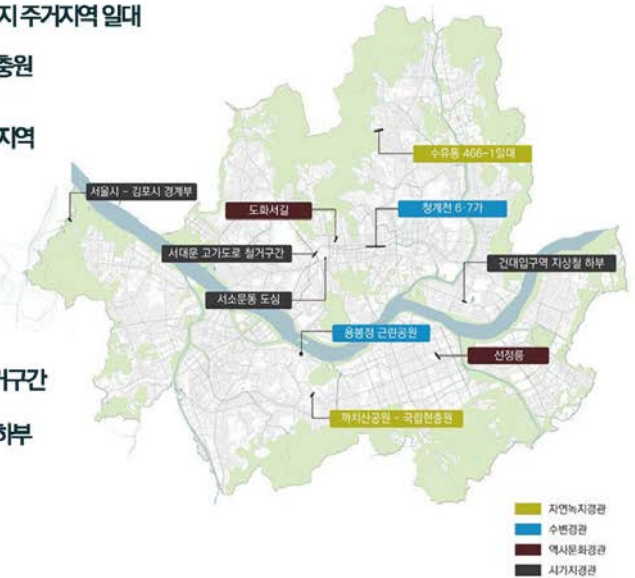 지 주거지역 일대
충원
지역
거구간
하부
수유동 466-1일대
서울시 - 김포시 경계부
도화서길
청계천 6·7가
서대문 고가도로 철거구간
건대입구역 지상철 하부
서소문동 도심
용봉정 근린공원
선정릉
까치산공원 - 국립현충원
자연녹지경관
수변경관
역사문화경관
시가지경관